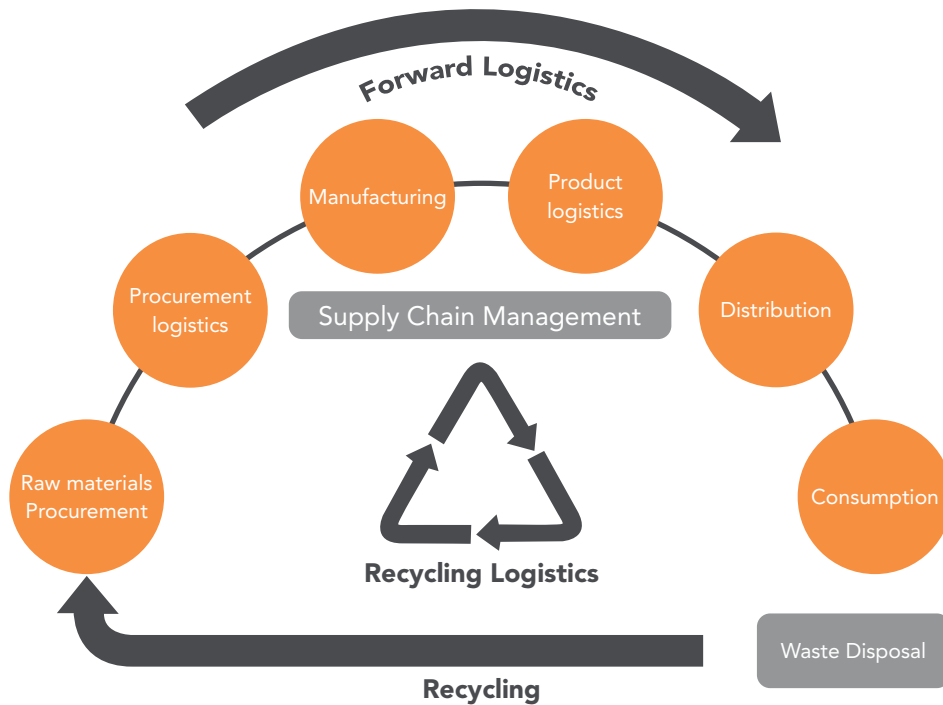 Forward Logistics
Manufacturing
Product
logistics
Procurement
logistics
Supply Chain Management
Distribution
Raw materials
Procurement
Consumption
Recycling Logistics
Waste Disposal
Recycling